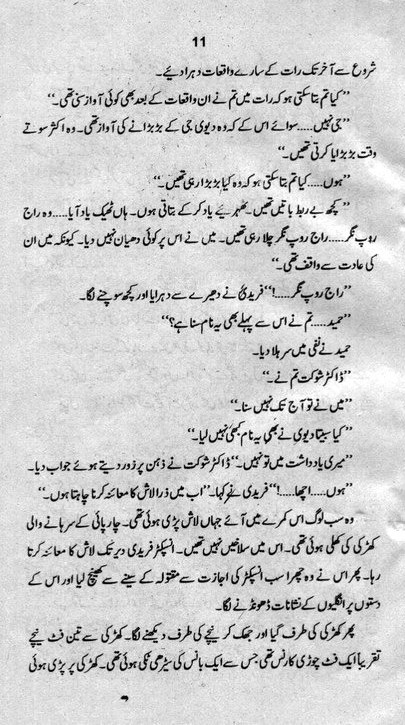 11
شروع سے آخر تک رات کے سارے واقعات دہرا دئیے۔
’’کیا تم بتا سکتی ہو کہ رات میں تم نے ان واقعات کے بعد بھی کوئی آواز سنی تھی۔‘‘
’’جی نہیں.....سوائے اس کے کہ وہ دیوی جی کے بڑبڑانے کی آواز تھی۔ وہ اکثر سوتے
وقت بڑبڑایا کرتی تھیں۔‘‘
’’ہوں.....کیا تم بتا سکتی ہو کہ وہ کیا بڑبڑا رہی تھیں۔‘‘
’’کچھ بے ربط باتیں تھیں۔ ٹھہرئیے یاد کر کے بتاتی ہوں۔ ہاں ٹھیک یاد آیا.....وہ راج
روپ نگر.....راج روپ نگر چلا رہی تھیں۔ میں نے اس پر کوئی دھیان نہیں دیا۔ کیونکہ میں ان
کی عادت سے واقف تھی۔‘‘
’’راج روپ نگر.....!‘‘ فریدی نے دھیرے سے دہرایا اور کچھ سوچنے لگا۔
’’حمید.....تم نے اس سے پہلے بھی یہ نام سنا ہے؟‘‘
حمید نے نفی میں سر ہلا دیا۔
’’ڈاکٹر شوکت تم نے۔‘‘
’’میں نے تو آج تک نہیں سنا۔‘‘
’’کیا سبیتا دیوی نے بھی یہ نام کبھی نہیں لیا۔‘‘
’’میری یادداشت میں تو نہیں۔‘‘ ڈاکٹر شوکت نے ذہن پر زور دیتے ہوئے جواب دیا۔
’’ہوں.....اچھا.....!‘‘ فریدی نے کہا۔ ’’اب میں ذرا لاش کا معائنہ کرنا چاہتا ہوں۔‘‘
وہ سب لوگ اس کمرے میں آئے جہاں لاش پڑی ہوئی تھی۔ چارپائی کے سرہانے والی
کھڑکی کھلی ہوئی تھی۔ اس میں سلاخیں نہیں تھیں۔ انسپکٹر فریدی دیر تک لاش کا معائنہ کرتا
رہا۔ پھر اس نے وہ چھرا سب انسپکٹر کی اجازت سے مقتولہ کے سینے سے کھینچ لیا اور اس کے
دستوں پر انگلیوں کے نشانات ڈھونڈنے لگا۔
پھر کھڑکی کی طرف گیا اور جھک کر نیچے کی طرف دیکھنے لگا۔ کھڑکی سے تین فٹ نیچے
تقریباً ایک فٹ چوڑی کارنس تھی جس سے ایک بانس کی سیڑھی ٹکی ہوئی تھی۔ کھڑکی پر پڑی ہوئی